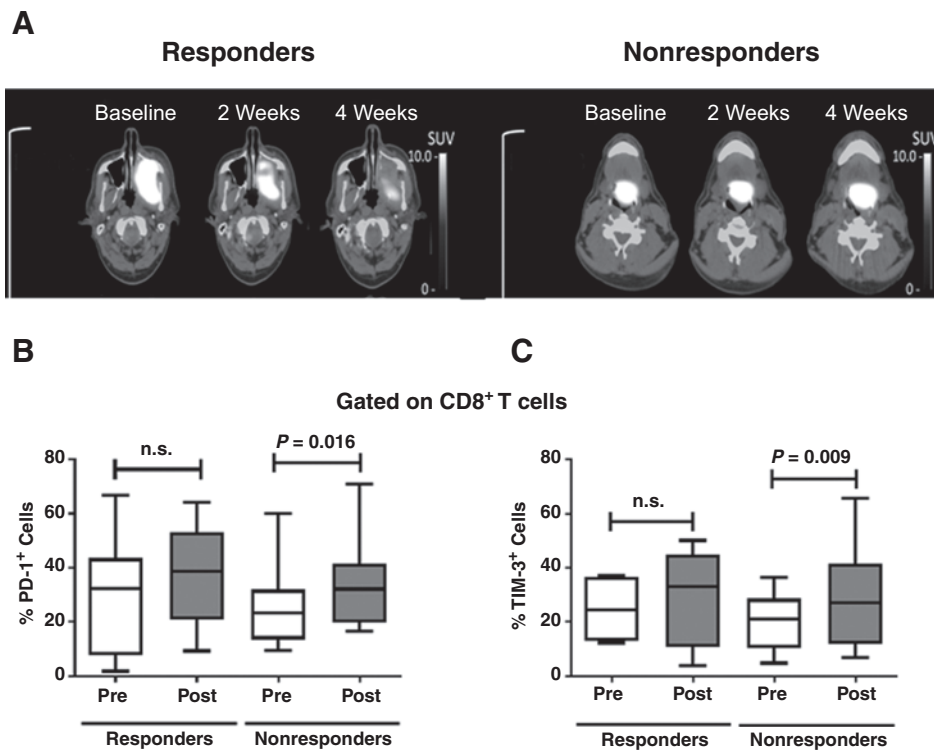 A
Responders
Nonresponders
Baseline 2 Weeks 4 Weeks
SUV
10.0 -
0 -
Baseline 2 Weeks 4 Weeks
SUV
10.0 -
0 -
B
C
Gated on CD8+ T cells
n.s.
P = 0.016
% PD-1+ Cells
80
60
40
20
0
Pre Post Pre Post
Responders Nonresponders
n.s.
P = 0.009
% TIM-3+ Cells
80
60
40
20
0
Pre Post Pre Post
Responders Nonresponders